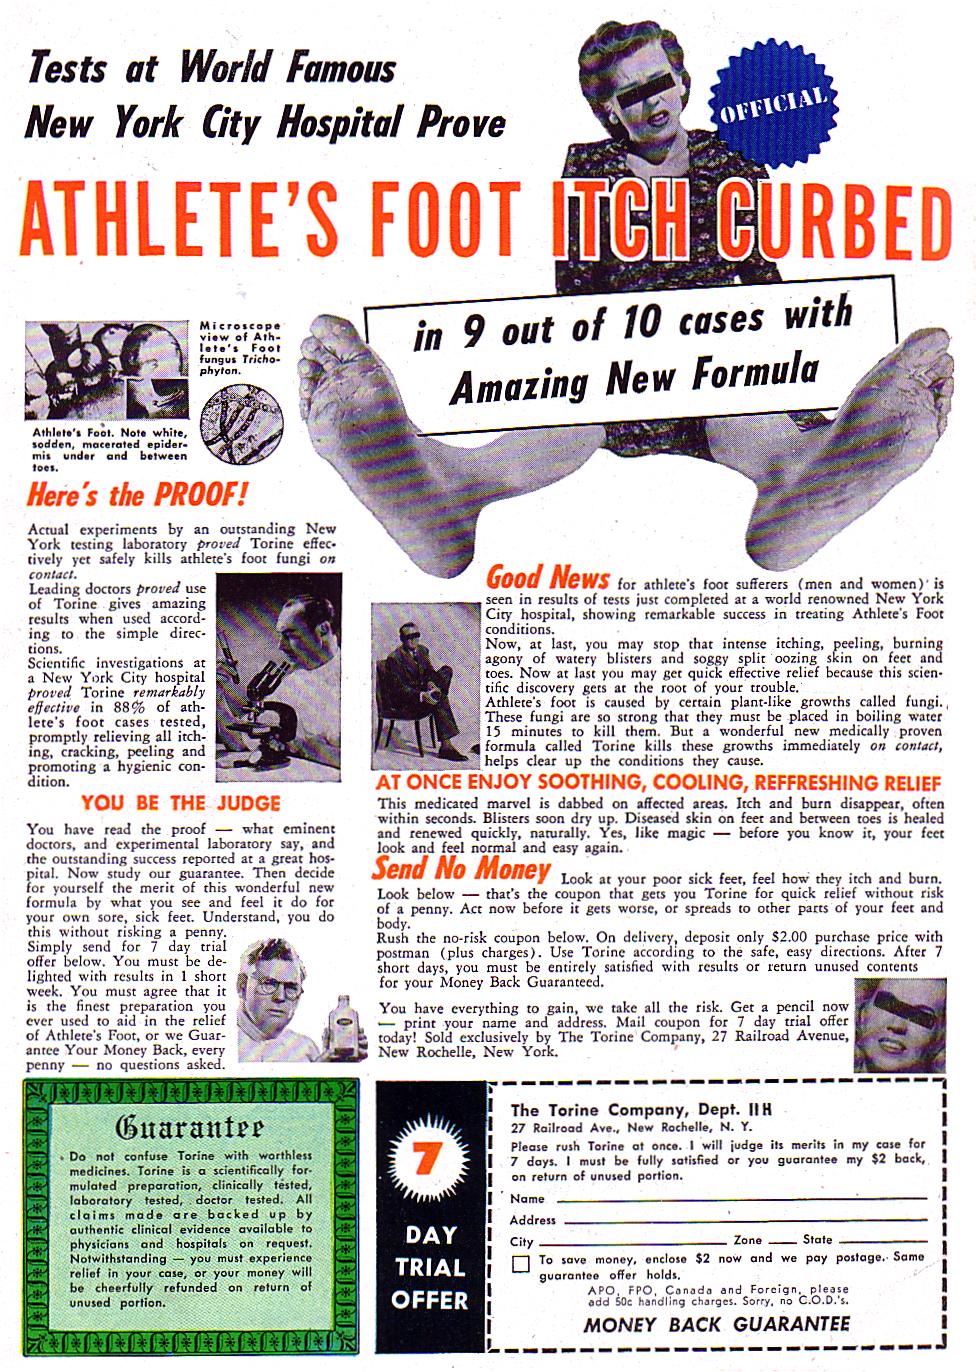 Tests at World Famous
New York City Hospital Prove
OFFICIAL
ATHLETE'S FOOT ITCH CURBED
in 9 out of 10 cases with
Amazing New Formula
Microscope
view of Ath-
lete's Foot
fungus Tricho-
phyton.
Athlete's Foot. Note white,
sodden, macerated epider-
mis under and between
toes.
Here's the PROOF!
Actual experiments by an outstanding New
York testing laboratory proved Torine effec-
tively yet safely kills athlete's foot fungi on
contact.
Leading doctors proved use
of Torine gives amazing
results when used accord-
ing to the simple direc-
tions.
Scientific investigations at
a New York City hospital
proved Torine remarkably
effective in 88% of ath-
lete's foot cases tested,
promptly relieving all itch-
ing, cracking, peeling and
promoting a hygienic con-
dition.
YOU BE THE JUDGE
You have read the proof — what eminent
doctors, and experimental laboratory say, and
the outstanding success reported at a great hos-
pital. Now study our guarantee. Then decide
for yourself the merit of this wonderful new
formula by what you see and feel it do for
your own sore, sick feet. Understand, you do
this without risking a penny.
Simply send for 7 day trial
offer below. You must be de-
lighted with results in 1 short
week. You must agree that it
is the finest preparation you
ever used to aid in the relief
of Athlete's Foot, or we Guar-
antee Your Money Back, every
penny — no questions asked.
Good News for athlete's foot sufferers (men and women) is
seen in results of tests just completed at a world renowned New York
City hospital, showing remarkable success in treating Athlete's Foot
conditions.
Now, at last, you may stop that intense itching, peeling, burning
agony of watery blisters and soggy split oozing skin on feet and
toes. Now at last you may get quick effective relief because this scien-
tific discovery gets at the root of your trouble.
Athlete's foot is caused by certain plant-like growths called fungi.
These fungi are so strong that they must be placed in boiling water
15 minutes to kill them. But a wonderful new medically proven
formula called Torine kills these growths immediately on contact,
helps clear up the conditions they cause.
AT ONCE ENJOY SOOTHING, COOLING, REFFRESHING RELIEF
This medicated marvel is dabbed on affected areas. Itch and burn disappear, often
within seconds. Blisters soon dry up. Diseased skin on feet and between toes is healed
and renewed quickly, naturally. Yes, like magic — before you know it, your feet
look and feel normal and easy again.
Send No Money Look at your poor sick feet, feel how they itch and burn.
Look below — that's the coupon that gets you Torine for quick relief without risk
of a penny. Act now before it gets worse, or spreads to other parts of your feet and
body.
Rush the no-risk coupon below. On delivery, deposit only $2.00 purchase price with
postman (plus charges). Use Torine according to the safe, easy directions. After 7
short days, you must be entirely satisfied with results or return unused contents
for your Money Back Guaranteed.
You have everything to gain, we take all the risk. Get a pencil now
— print your name and address. Mail coupon for 7 day trial offer
today! Sold exclusively by The Torine Company, 27 Railroad Avenue,
New Rochelle, New York.
Guarantee
Do not confuse Torine with worthless
medicines. Torine is a scientifically for-
mulated preparation, clinically tested,
laboratory tested, doctor tested. All
claims made are backed up by
authentic clinical evidence available to
physicians and hospitals on request.
Notwithstanding — you must experience
relief in your case, or your money will
be cheerfully refunded on return of
unused portion.
7
DAY
TRIAL
OFFER
The Torine Company, Dept. 11H
27 Railroad Ave., New Rochelle, N. Y.
Please rush Torine at once. I will judge its merits in my case for
7 days. I must be fully satisfied or you guarantee my $2 back,
on return of unused portion.
Name
Address
City Zone State
To save money, enclose $2 now and we pay postage. Same
guarantee offer holds.
APO, FPO, Canada and Foreign, please
add 50c handling charges. Sorry, no C.O.D.'s.
MONEY BACK GUARANTEE